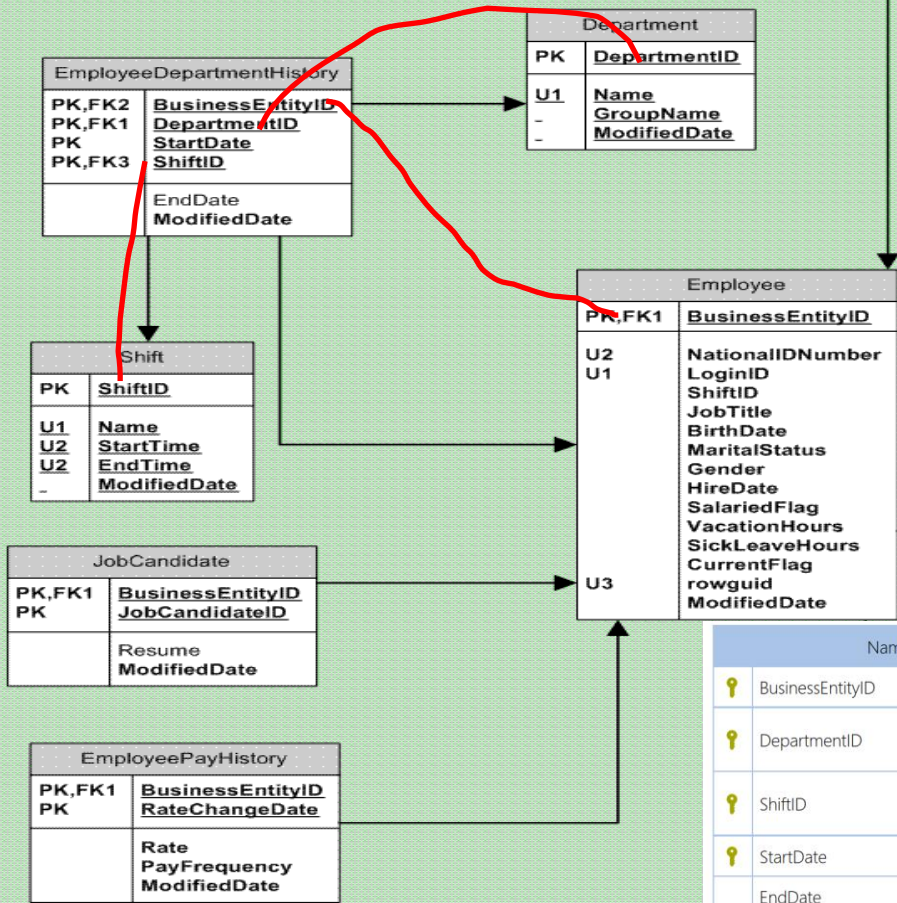 Department
PK DepartmentID
U1 Name
- GroupName
- ModifiedDate
EmployeeDepartmentHistory
PK,FK2 BusinessEntityID
PK,FK1 DepartmentID
PK StartDate
PK,FK3 ShiftID
EndDate
ModifiedDate
Employee
PK,FK1 BusinessEntityID
U2 NationalIDNumber
U1 LoginID
ShiftID
JobTitle
BirthDate
MaritalStatus
Gender
HireDate
SalariedFlag
VacationHours
SickLeaveHours
CurrentFlag
U3 rowguid
ModifiedDate
Shift
PK ShiftID
U1 Name
U2 StartTime
U2 EndTime
- ModifiedDate
JobCandidate
PK,FK1 BusinessEntityID
PK JobCandidateID
Resume
ModifiedDate
EmployeePayHistory
PK,FK1 BusinessEntityID
PK RateChangeDate
Rate
PayFrequency
ModifiedDate
BusinessEntityID
DepartmentID
ShiftID
StartDate
EndDate